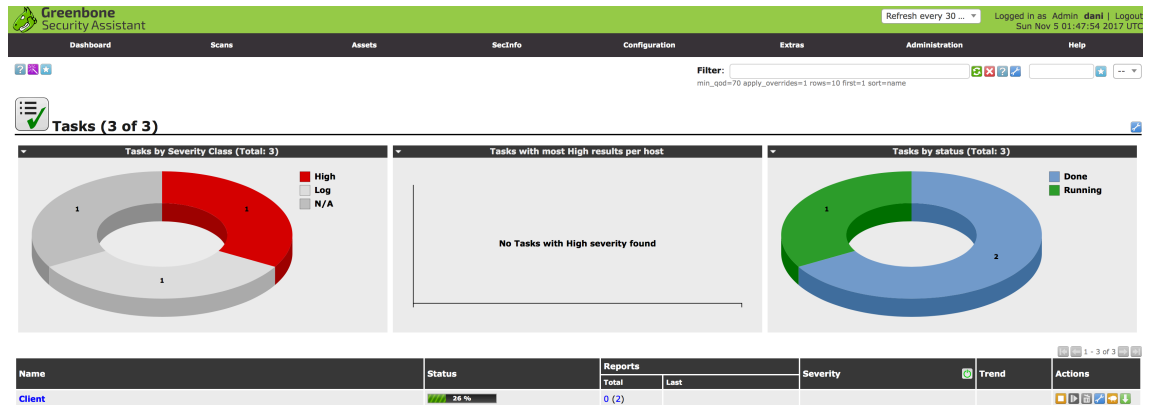 Greenbone
Security Assistant
Refresh every 30 ...
Logged in as Admin dani | Logout
Sun Nov 5 01:47:54 2017 UTC
Dashboard Scans Assets SecInfo Configuration Extras Administration Help
Filter:
--
min_qod=70 apply_overrides=1 rows=10 first=1 sort=name
Tasks (3 of 3)
Tasks by Severity Class (Total: 3)
High
Log
N/A
1
1
1
Tasks with most High results per host
No Tasks with High severity found
Tasks by status (Total: 3)
Done
Running
1
2
1 - 3 of 3
Name Status Reports Severity Trend Actions
Total Last
Client 26 % 0 (2)